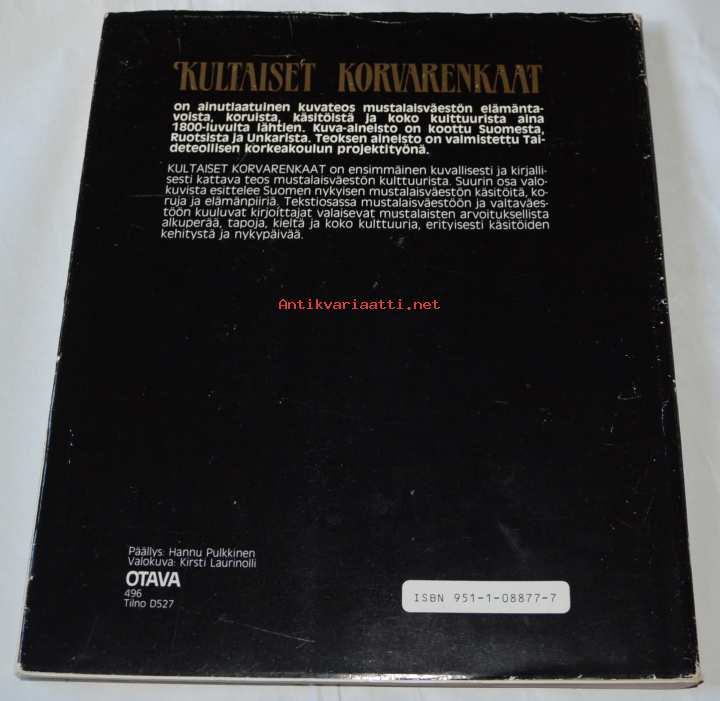 KULTAISET KORVARENKAAT
on ainutlaatuinen kuvateos mustalaisväestön elämänta-
voista, koruista, käsitöistä ja koko kulttuurista aina
1800-luvulta lähtien. Kuva-aineisto on koottu Suomesta,
Ruotsista ja Unkarista. Teoksen aineisto on valmistettu Tai-
deteollisen korkeakoulun projektityönä.
KULTAISET KORVARENKAAT on ensimmäinen kuvallisesti ja kirjalli-
sesti kattava teos mustalaisväestön kulttuurista. Suurin osa valo-
kuvista esittelee Suomen nykyisen mustalaisväestön käsitöitä, ko-
ruja ja elämänpiiriä. Tekstiosassa mustalaisväestöön ja valtaväes-
töön kuuluvat kirjoittajat valaisevat mustalaisten arvoituksellista
alkuperää, tapoja, kieltä ja koko kulttuuria, erityisesti käsitöiden
kehitystä ja nykypäivää.
Antikvariaatti.net
Päällys: Hannu Pulkkinen
Valokuva: Kirsti Laurinolli
OTAVA
496
Tilno D527
ISBN 951-1-08877-7